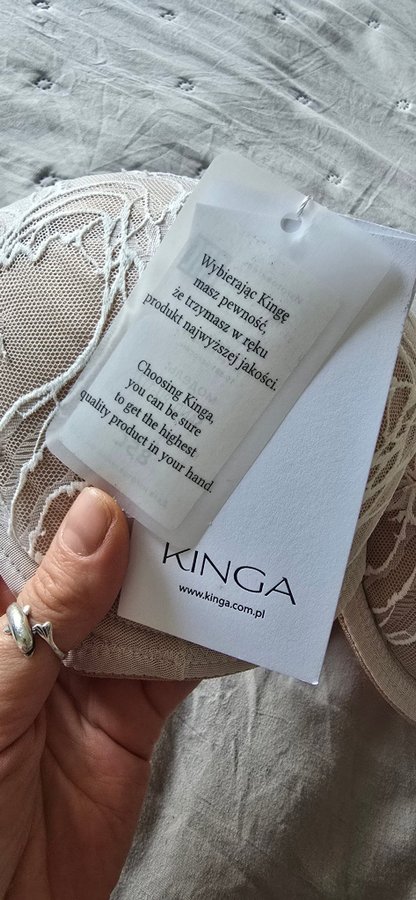 Wybierając Kingę
masz pewność,
że trzymasz w ręku
produkt najwyższej jakości.
Choosing Kinga,
you can be sure
to get the highest
quality product in your hand.
KINGA
www.kinga.com.pl